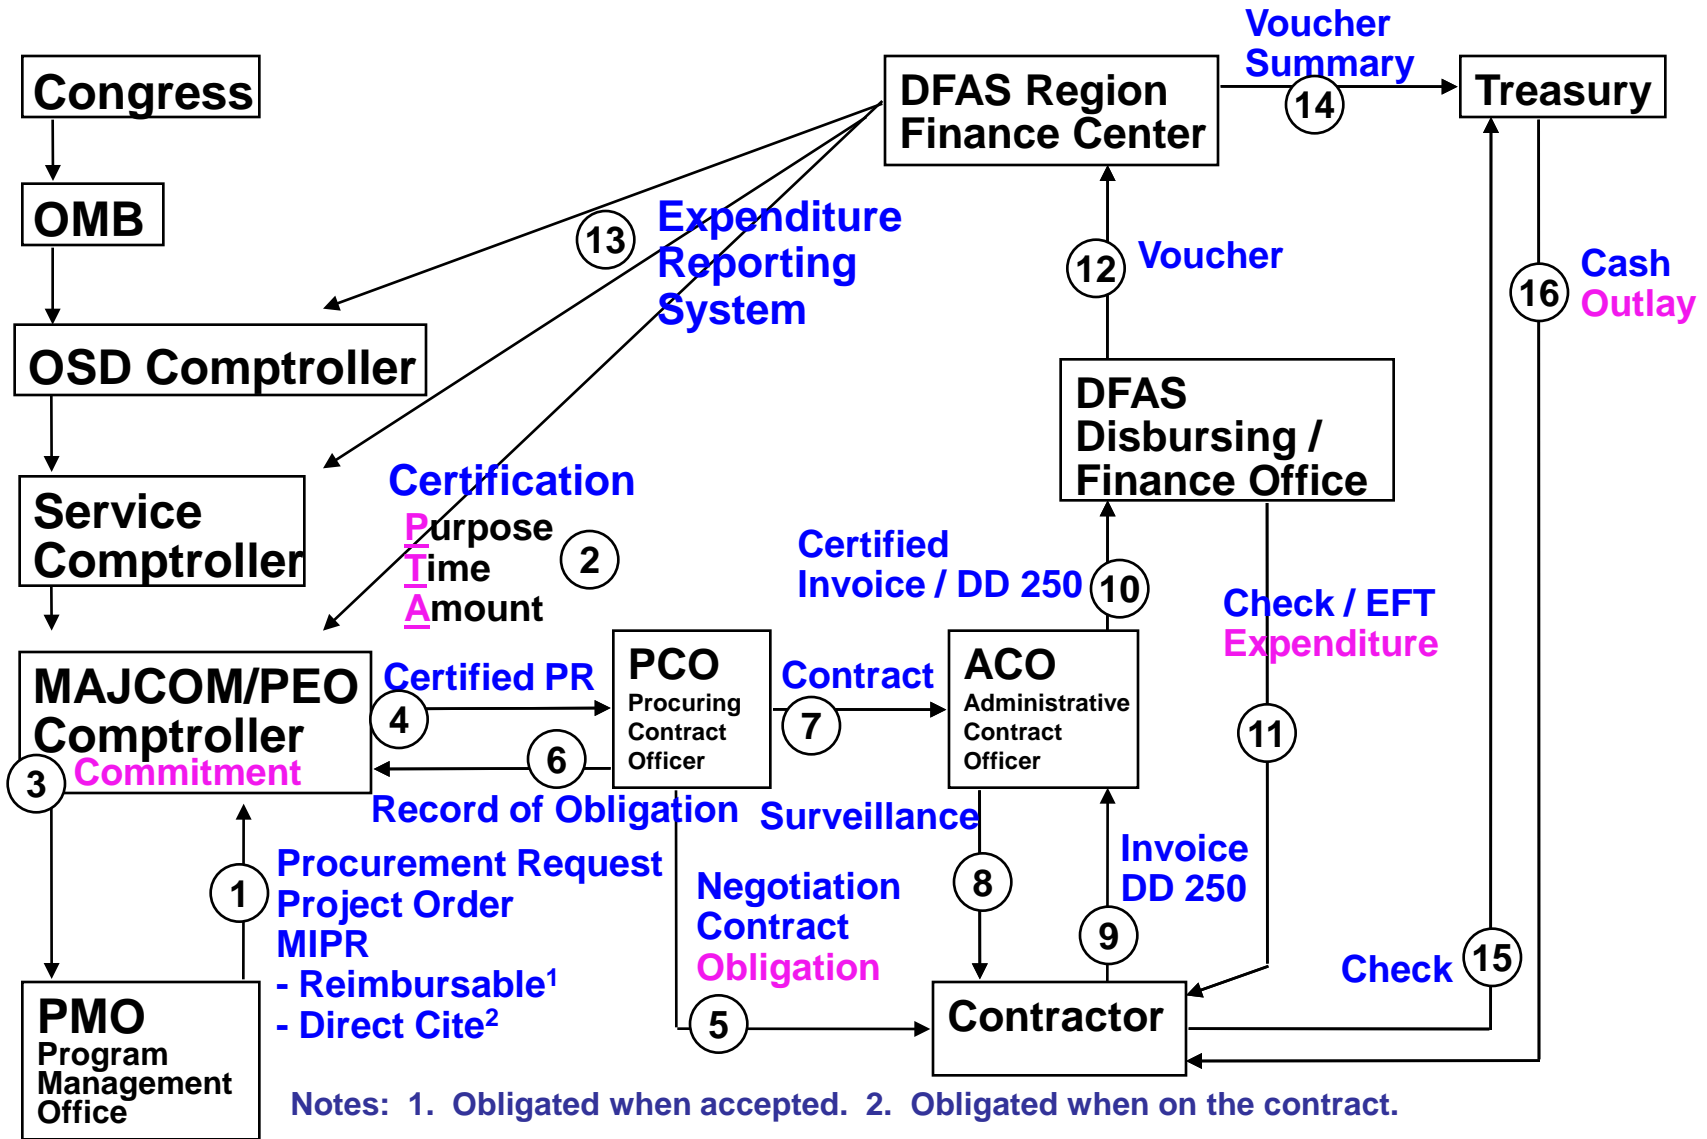 Congress
OMB
OSD Comptroller
Service
Comptroller
MAJCOM/PEO
Comptroller
Commitment
3
PMO
Program
Management
Office
1
Procurement Request
Project Order
MIPR
- Reimbursable1
- Direct Cite2
Certification
Purpose
Time
Amount
2
Certified PR
4
6
Record of Obligation
PCO
Procuring
Contract
Officer
Negotiation
Contract
Obligation
5
Contract
7
ACO
Administrative
Contract
Officer
Surveillance
8
Invoice
DD 250
9
Contractor
Certified
Invoice / DD 250
10
DFAS
Disbursing /
Finance Office
Check / EFT
Expenditure
11
12
Voucher
DFAS Region
Finance Center
13
Expenditure
Reporting
System
Voucher
Summary
14
Treasury
Check
15
16
Cash
Outlay
Notes: 1. Obligated when accepted. 2. Obligated when on the contract.